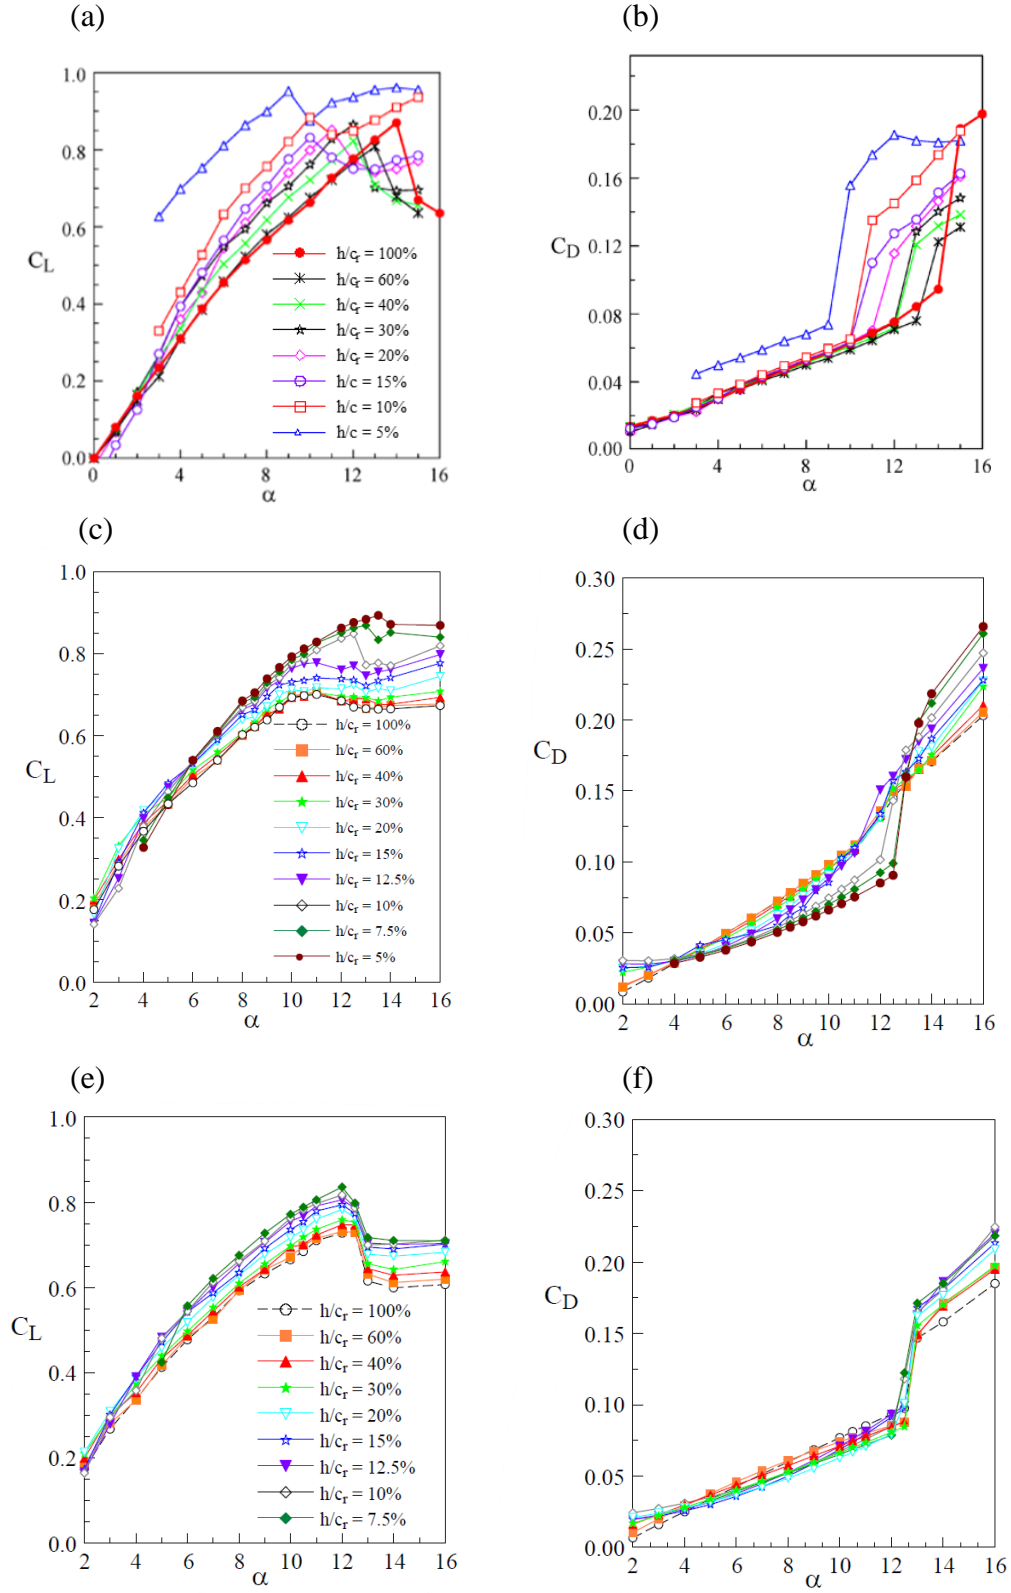 (a)
1.0
0.8
0.6
0.4
0.2
0.0
C_L
0
4
8
12
16
α
h/c_r = 100%
h/c_r = 60%
h/c_r = 40%
h/c_r = 30%
h/c_r = 20%
h/c = 15%
h/c = 10%
h/c = 5%
(b)
0.20
0.16
0.12
0.08
0.04
0.00
C_D
0
4
8
12
16
α
(c)
1.0
0.8
0.6
0.4
0.2
0.0
C_L
2
4
6
8
10
12
14
16
α
h/c_r = 100%
h/c_r = 60%
h/c_r = 40%
h/c_r = 30%
h/c_r = 20%
h/c_r = 15%
h/c_r = 12.5%
h/c_r = 10%
h/c_r = 7.5%
h/c_r = 5%
(d)
0.30
0.25
0.20
0.15
0.10
0.05
0.00
C_D
2
4
6
8
10
12
14
16
α
(e)
1.0
0.8
0.6
0.4
0.2
0.0
C_L
2
4
6
8
10
12
14
16
α
h/c_r = 100%
h/c_r = 60%
h/c_r = 40%
h/c_r = 30%
h/c_r = 20%
h/c_r = 15%
h/c_r = 12.5%
h/c_r = 10%
h/c_r = 7.5%
(f)
0.30
0.25
0.20
0.15
0.10
0.05
0.00
C_D
2
4
6
8
10
12
14
16
α